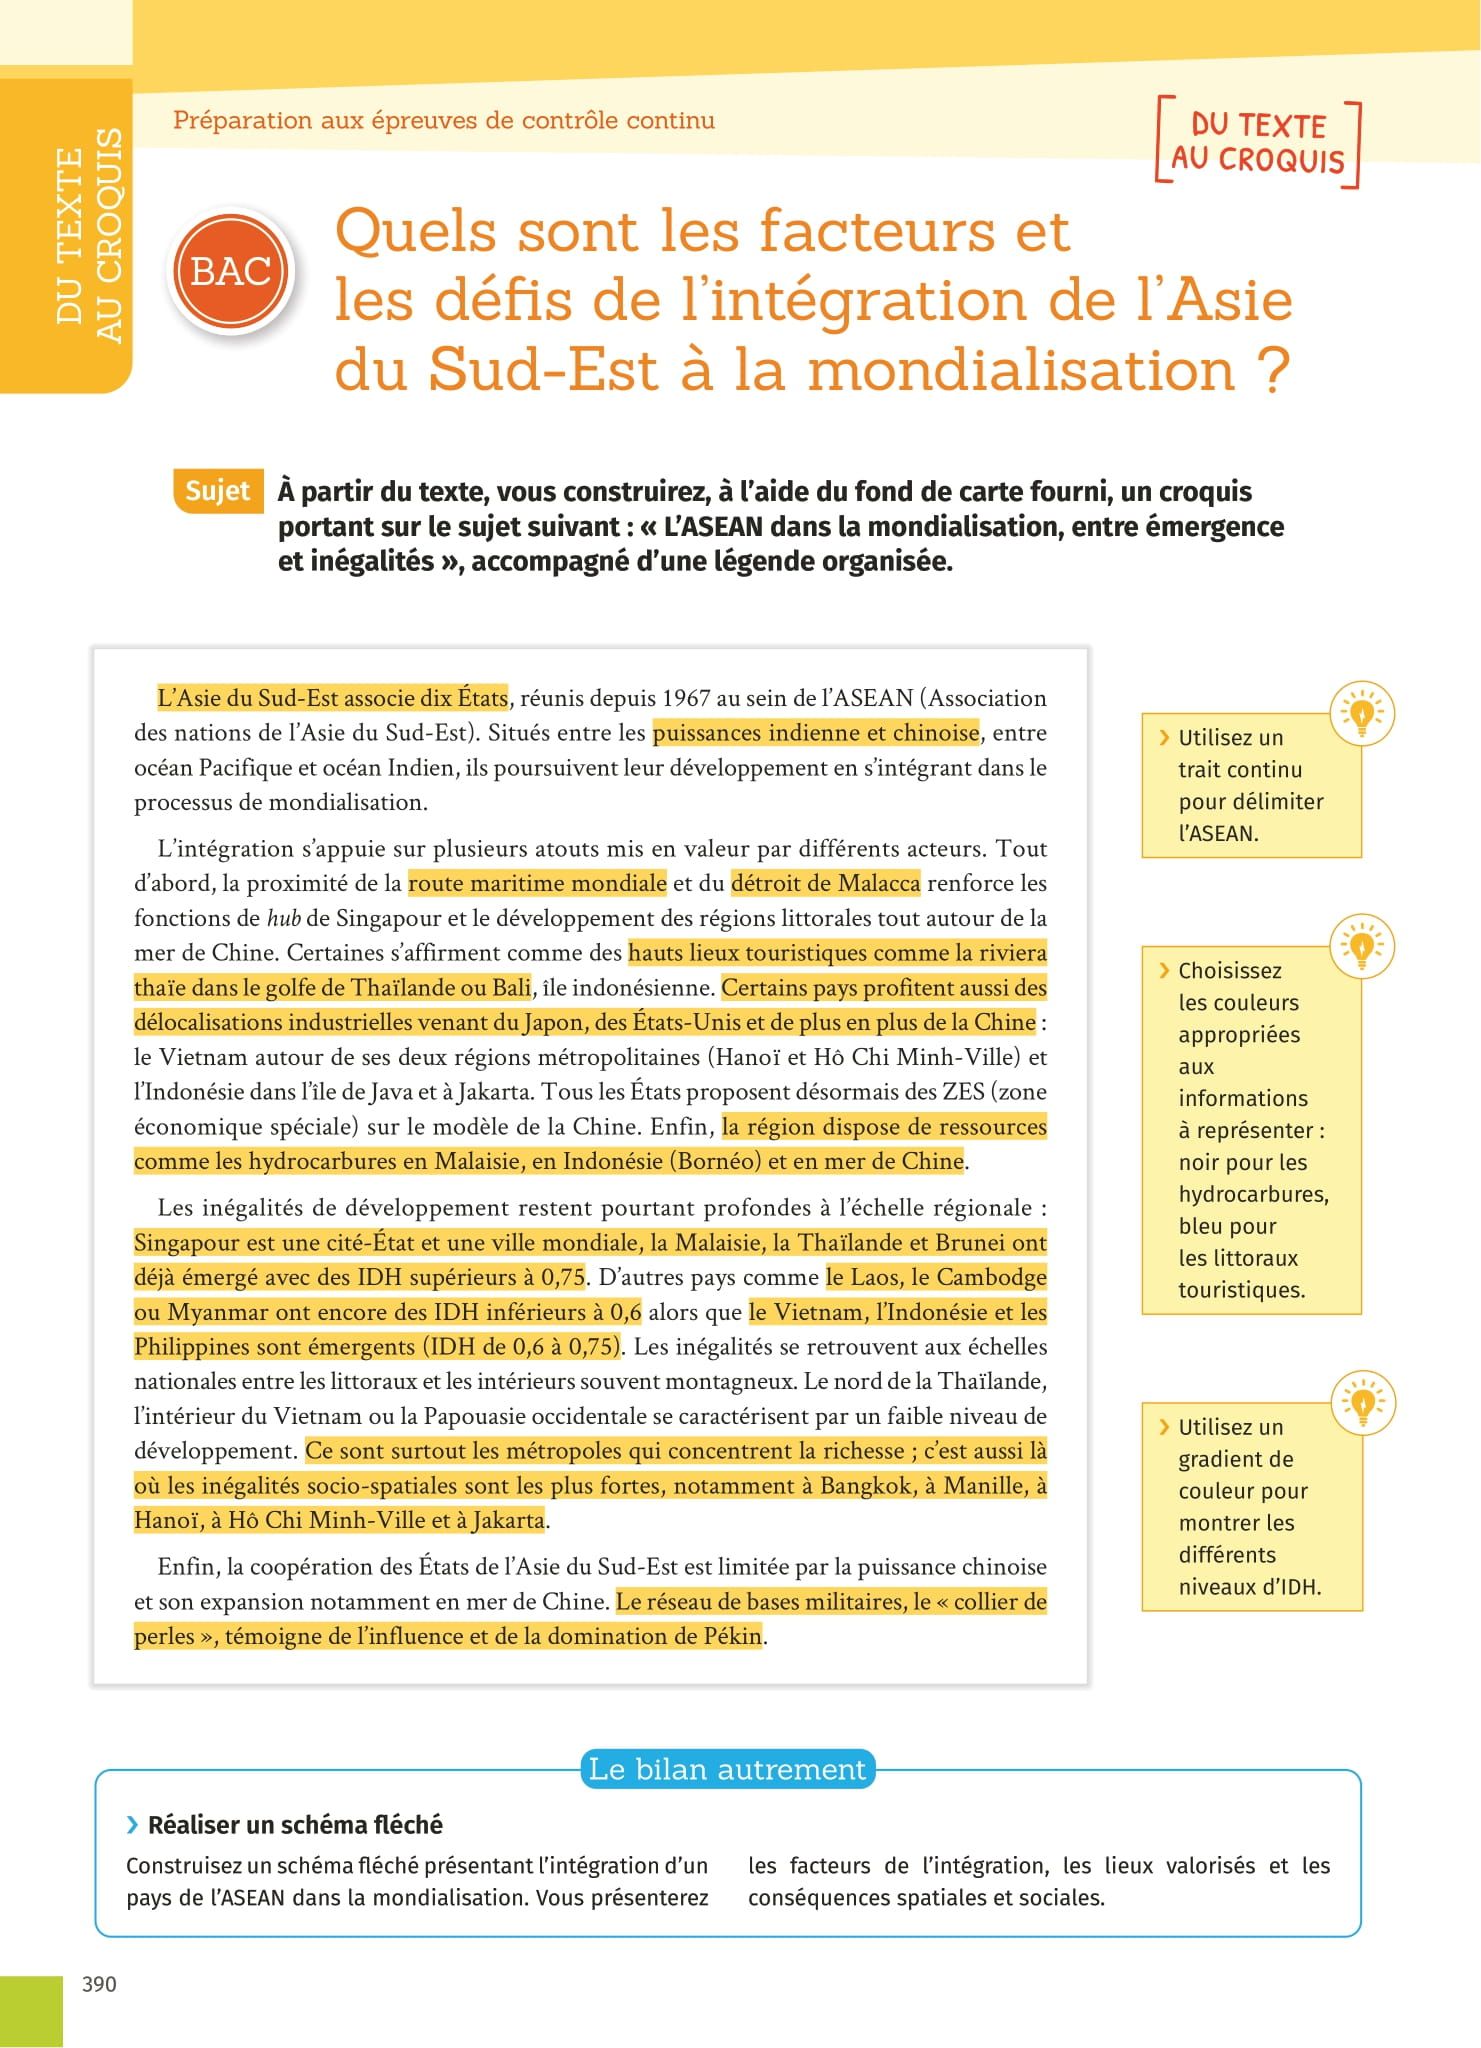 DU TEXTE
AU CROQUIS
Préparation aux épreuves de contrôle continu
DU TEXTE
AU CROQUIS
BAC
Quels sont les facteurs et
les défis de l'intégration de l'Asie
du Sud-Est à la mondialisation ?
Sujet
À partir du texte, vous construirez, à l'aide du fond de carte fourni, un croquis
portant sur le sujet suivant : « L'ASEAN dans la mondialisation, entre émergence
et inégalités », accompagné d'une légende organisée.
L'Asie du Sud-Est associe dix États, réunis depuis 1967 au sein de l'ASEAN (Association
des nations de l'Asie du Sud-Est). Situés entre les puissances indienne et chinoise, entre
océan Pacifique et océan Indien, ils poursuivent leur développement en s'intégrant dans le
processus de mondialisation.
L'intégration s'appuie sur plusieurs atouts mis en valeur par différents acteurs. Tout
d'abord, la proximité de la route maritime mondiale et du détroit de Malacca renforce les
fonctions de hub de Singapour et le développement des régions littorales tout autour de la
mer de Chine. Certaines s'affirment comme des hauts lieux touristiques comme la riviera
thaïe dans le golfe de Thaïlande ou Bali, île indonésienne. Certains pays profitent aussi des
délocalisations industrielles venant du Japon, des États-Unis et de plus en plus de la Chine :
le Vietnam autour de ses deux régions métropolitaines (Hanoï et Hô Chi Minh-Ville) et
l'Indonésie dans l'île de Java et à Jakarta. Tous les États proposent désormais des ZES (zone
économique spéciale) sur le modèle de la Chine. Enfin, la région dispose de ressources
comme les hydrocarbures en Malaisie, en Indonésie (Bornéo) et en mer de Chine.
Les inégalités de développement restent pourtant profondes à l'échelle régionale :
Singapour est une cité-État et une ville mondiale, la Malaisie, la Thaïlande et Brunei ont
déjà émergé avec des IDH supérieurs à 0,75. D'autres pays comme le Laos, le Cambodge
ou Myanmar ont encore des IDH inférieurs à 0,6 alors que le Vietnam, l'Indonésie et les
Philippines sont émergents (IDH de 0,6 à 0,75). Les inégalités se retrouvent aux échelles
nationales entre les littoraux et les intérieurs souvent montagneux. Le nord de la Thaïlande,
l'intérieur du Vietnam ou la Papouasie occidentale se caractérisent par un faible niveau de
développement. Ce sont surtout les métropoles qui concentrent la richesse ; c'est aussi là
où les inégalités socio-spatiales sont les plus fortes, notamment à Bangkok, à Manille, à
Hanoï, à Hô Chi Minh-Ville et à Jakarta.
Enfin, la coopération des États de l'Asie du Sud-Est est limitée par la puissance chinoise
et son expansion notamment en mer de Chine. Le réseau de bases militaires, le « collier de
perles », témoigne de l'influence et de la domination de Pékin.
› Utilisez un
trait continu
pour délimiter
l'ASEAN.
› Choisissez
les couleurs
appropriées
aux
informations
à représenter :
noir pour les
hydrocarbures,
bleu pour
les littoraux
touristiques.
› Utilisez un
gradient de
couleur pour
montrer les
différents
niveaux d'IDH.
Le bilan autrement
› Réaliser un schéma fléché
Construisez un schéma fléché présentant l'intégration d'un
pays de l'ASEAN dans la mondialisation. Vous présenterez
les facteurs de l'intégration, les lieux valorisés et les
conséquences spatiales et sociales.
390